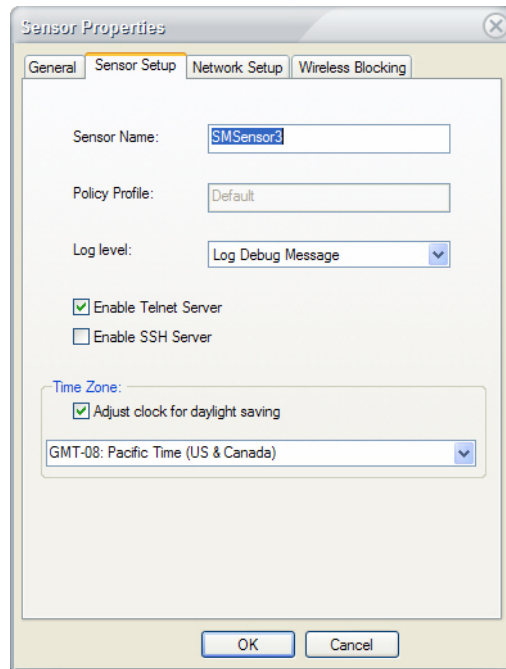 Sensor Properties
General Sensor Setup Network Setup Wireless Blocking
Sensor Name: SMSensor3
Policy Profile: Default
Log level: Log Debug Message
Enable Telnet Server
Enable SSH Server
Time Zone:
Adjust clock for daylight saving
GMT-08: Pacific Time (US & Canada)
OK Cancel